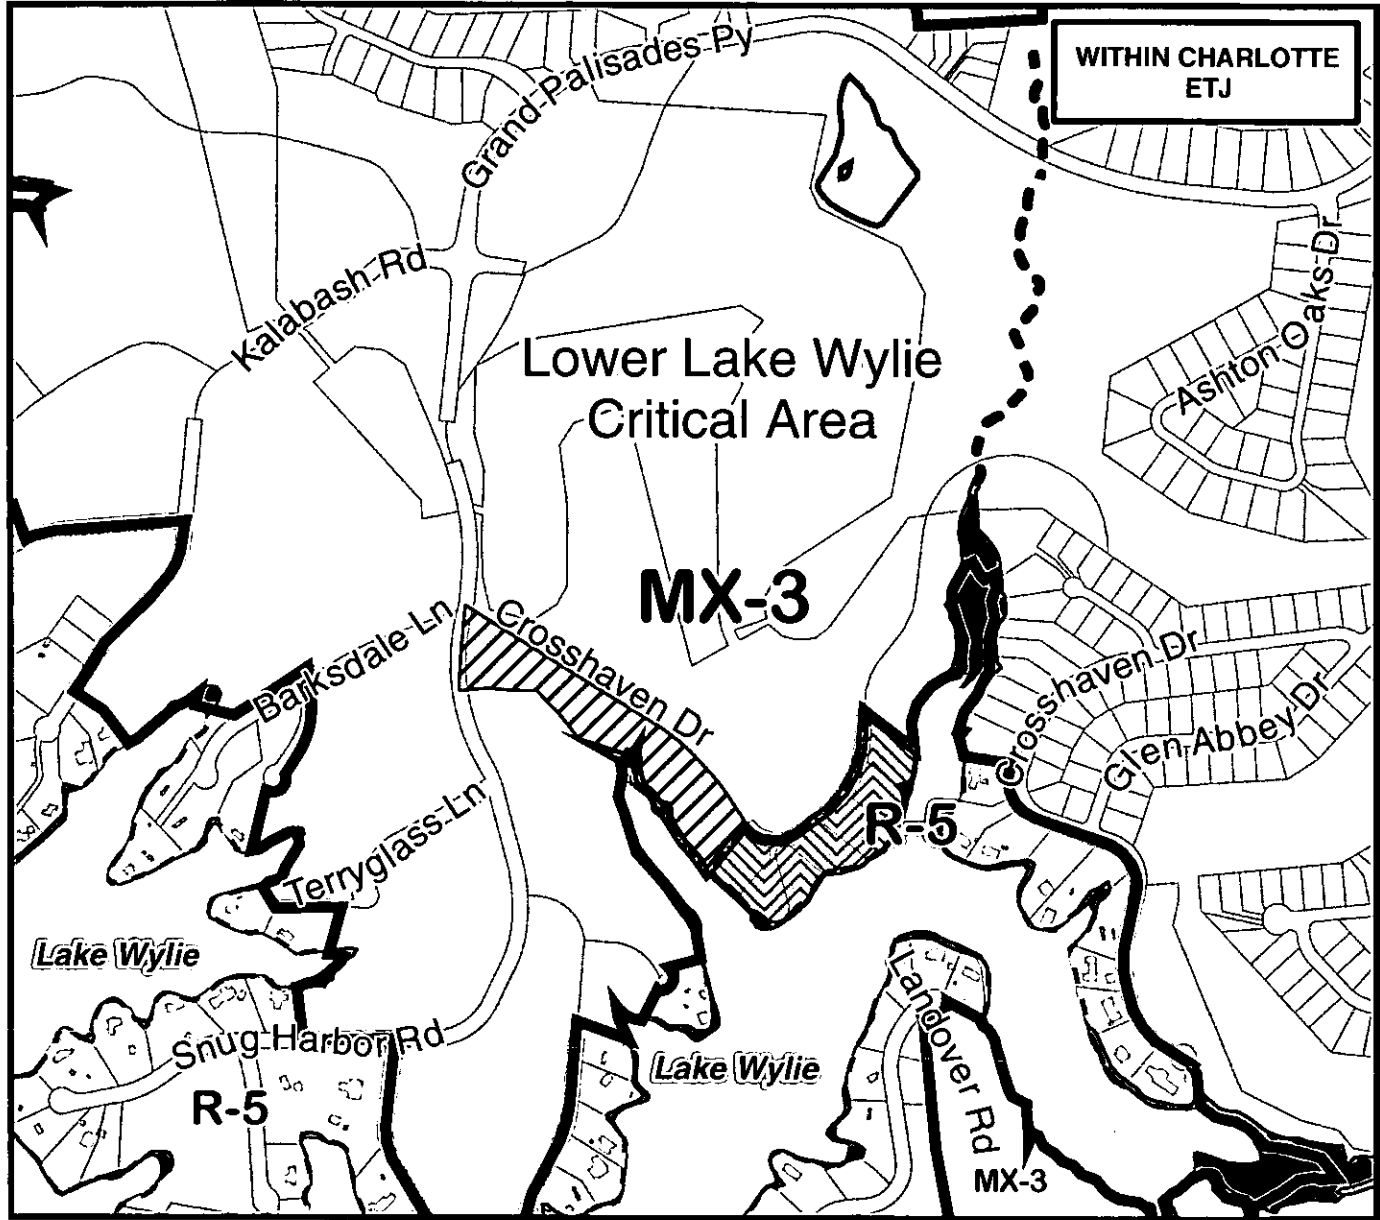 WITHIN CHARLOTTE
ETJ
Grand Palisades Py
Kalabash Rd
Ashton Oaks Dr
Lower Lake Wylie
Critical Area
MX-3
Barksdale Ln
Crosshaven Dr
Crosshaven Dr
Glen Abbey Dr
Terryglass Ln
R-5
Lake Wylie
Landover Rd
Snug Harbor Rd
Lake Wylie
R-5
MX-3